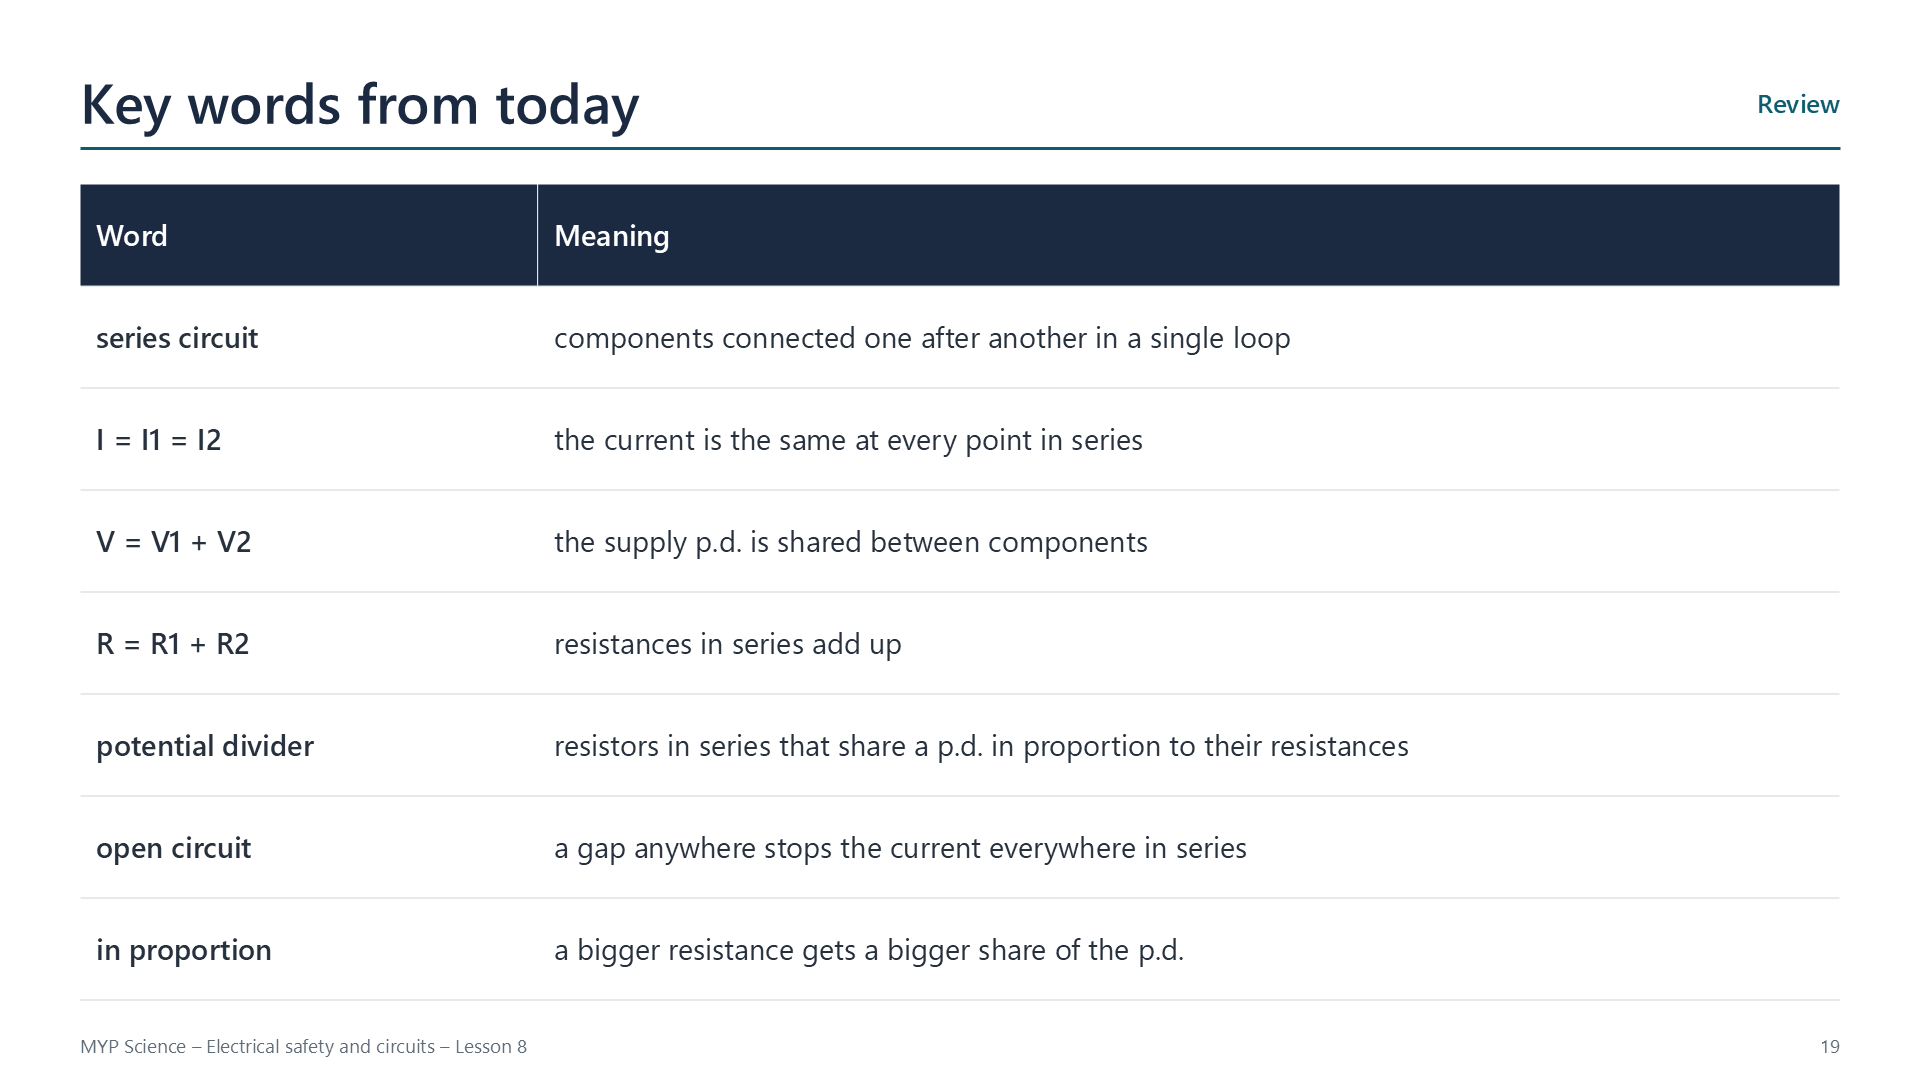 Key words from today
Review
Word
Meaning
series circuit
components connected one after another in a single loop
I = I1 = I2
the current is the same at every point in series
V = V1 + V2
the supply p.d. is shared between components
R = R1 + R2
resistances in series add up
potential divider
resistors in series that share a p.d. in proportion to their resistances
open circuit
a gap anywhere stops the current everywhere in series
in proportion
a bigger resistance gets a bigger share of the p.d.
MYP Science – Electrical safety and circuits – Lesson 8
19